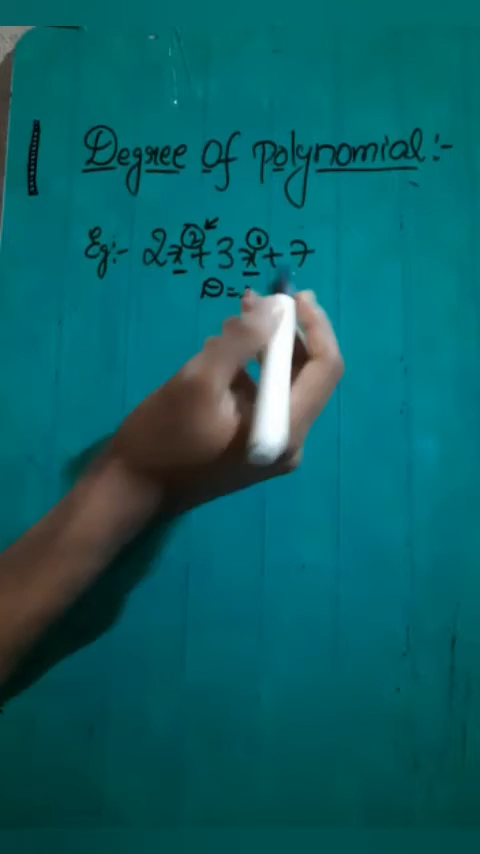 Degree of Polynomial:-
Eg:- 2x² + 3x¹ + 7
D =